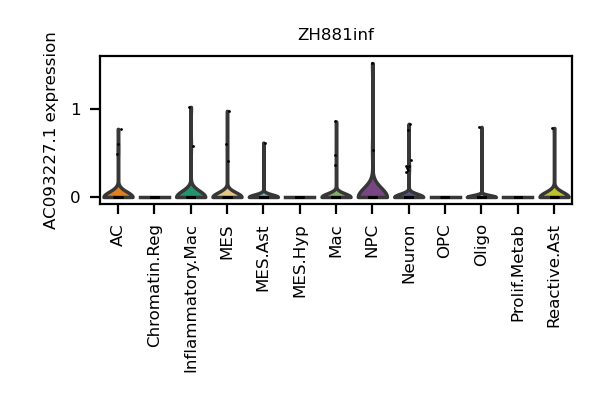 ZH881inf
AC093227.1 expression
1
0
AC
Chromatin.Reg
Inflammatory.Mac
MES
MES.Ast
MES.Hyp
Mac
NPC
Neuron
OPC
Oligo
Prolif.Metab
Reactive.Ast